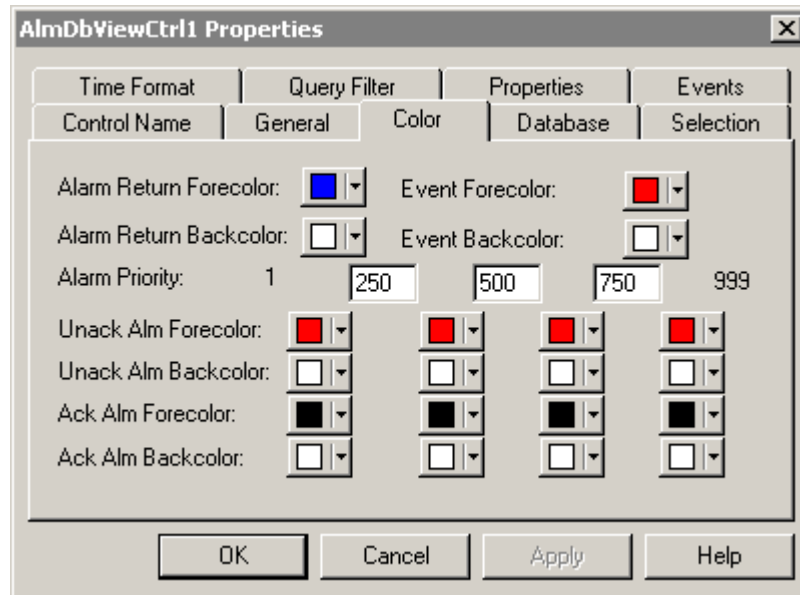 AlmDbViewCtrl1 Properties
Time Format Query Filter Properties Events
Control Name General Color Database Selection
Alarm Return Forecolor: Event Forecolor:
Alarm Return Backcolor: Event Backcolor:
Alarm Priority: 1 250 500 750 999
Unack Alm Forecolor:
Unack Alm Backcolor:
Ack Alm Forecolor:
Ack Alm Backcolor:
OK Cancel Apply Help